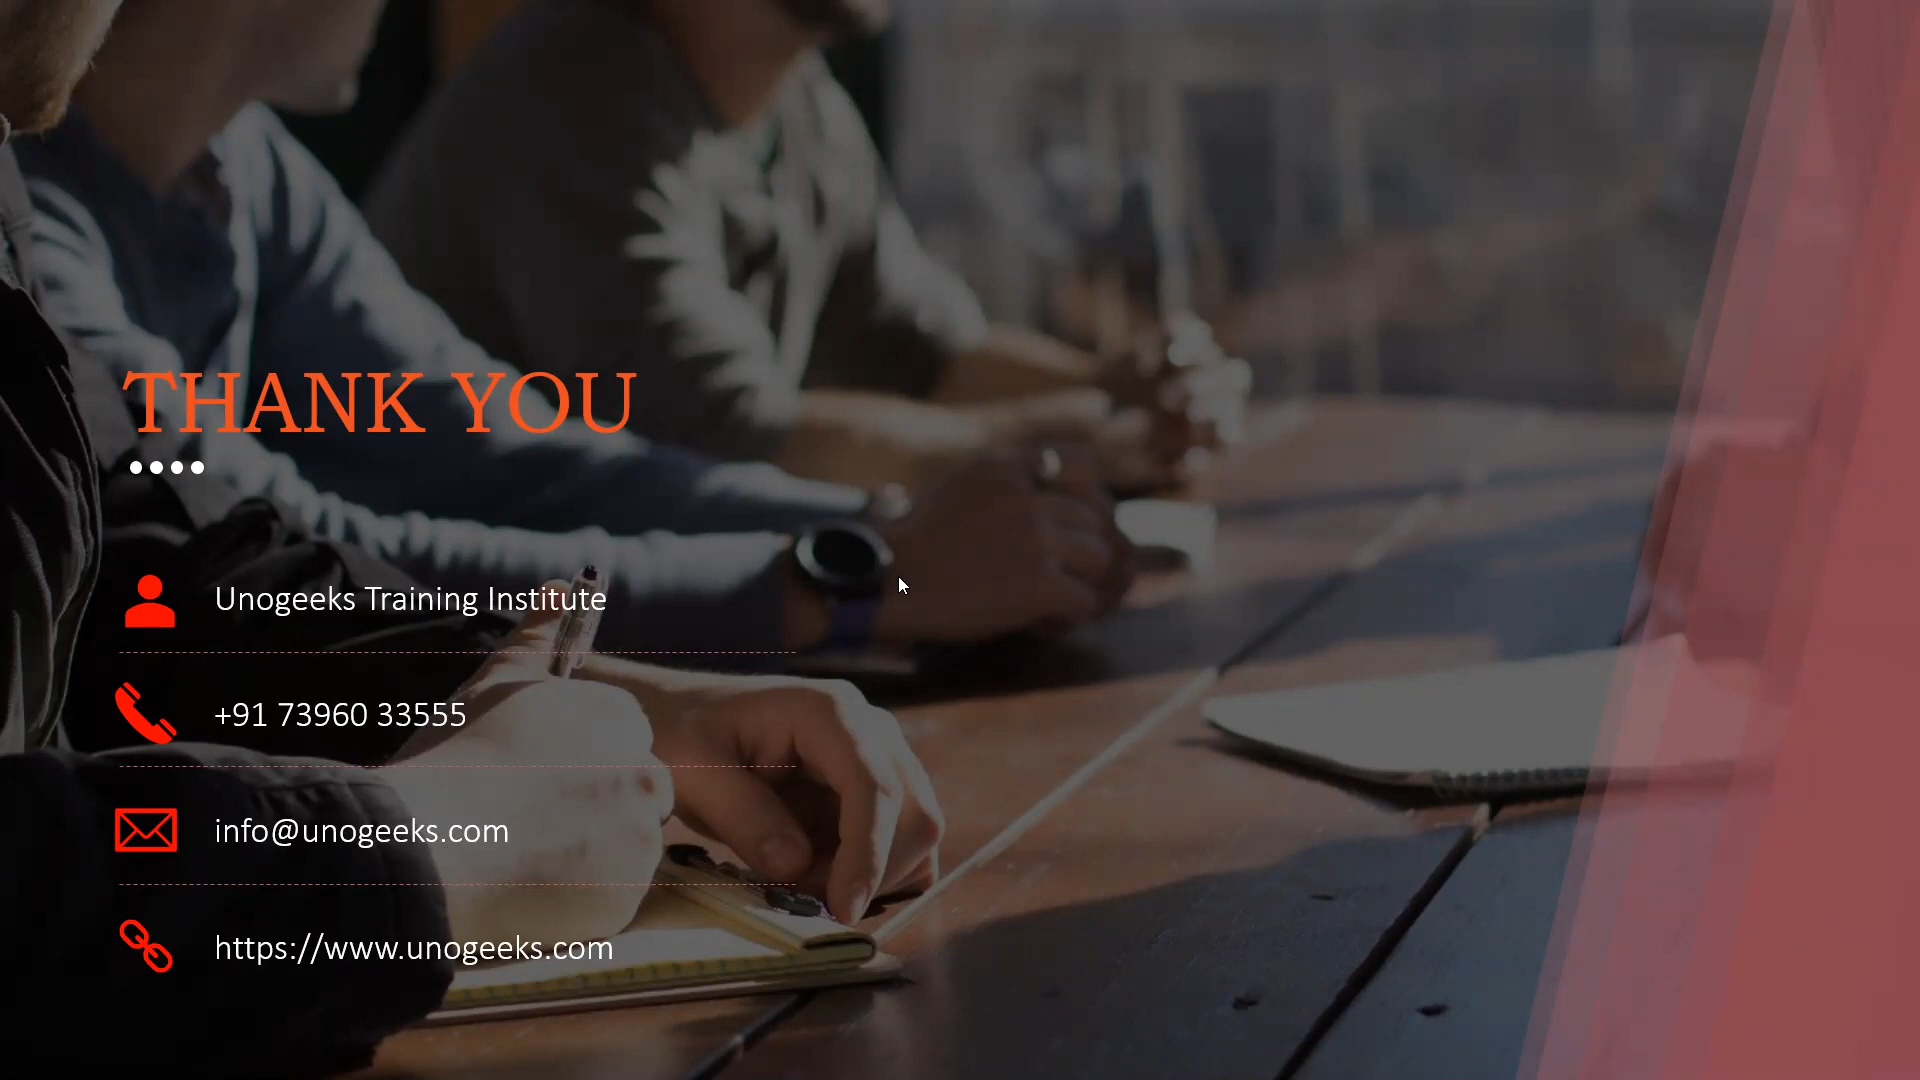 THANK YOU
Unogeeks Training Institute
+91 73960 33555
info@unogeeks.com
https://www.unogeeks.com